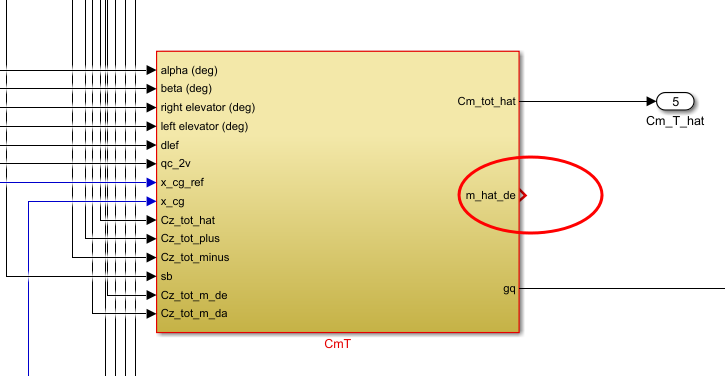 alpha (deg)
beta (deg)
right elevator (deg)
left elevator (deg)
dlef
qc_2v
x_cg_ref
x_cg
Cz_tot_hat
Cz_tot_plus
Cz_tot_minus
sb
Cz_tot_m_de
Cz_tot_m_da
Cm_tot_hat
m_hat_de
gq
5
Cm_T_hat
CmT